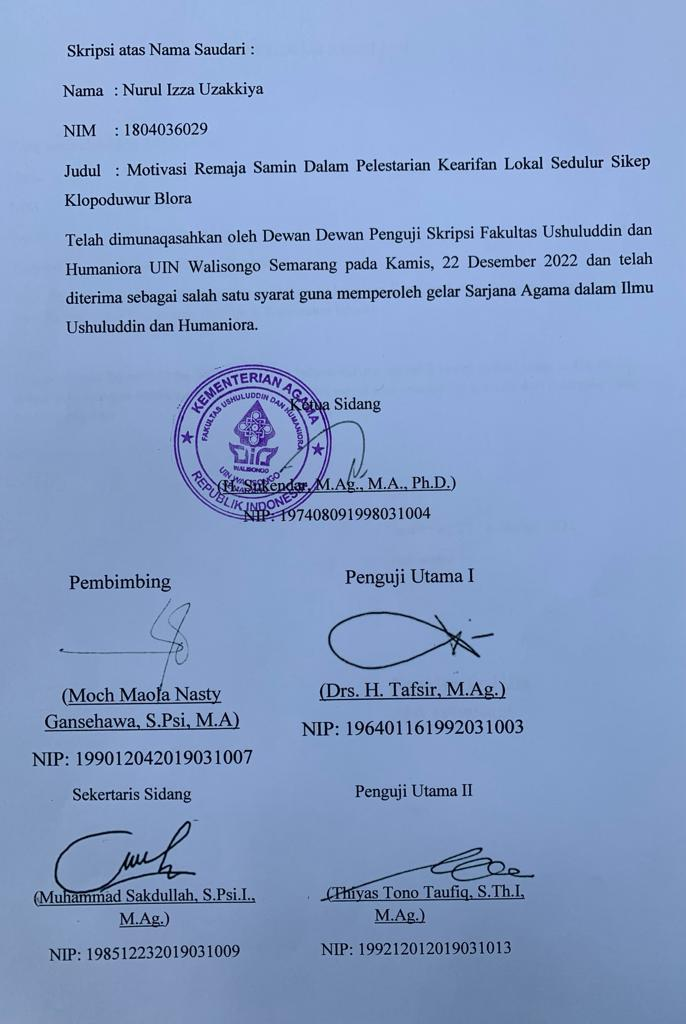 Skripsi atas Nama Saudari :
Nama : Nurul Izza Uzakkiya
NIM : 1804036029
Judul : Motivasi Remaja Samin Dalam Pelestarian Kearifan Lokal Sedulur Sikep
Klopoduwur Blora
Telah dimunaqasahkan oleh Dewan Dewan Penguji Skripsi Fakultas Ushuluddin dan
Humaniora UIN Walisongo Semarang pada Kamis, 22 Desember 2022 dan telah
diterima sebagai salah satu syarat guna memperoleh gelar Sarjana Agama dalam Ilmu
Ushuluddin dan Humaniora.
KEMENTERIAN AGAMA
FAKULTAS USHULUDDIN DAN HUMANIORA
WALISONGO
UIN WALISONGO
REPUBLIK INDONESIA
Ketua Sidang
(H. Sukendar, M.Ag., M.A., Ph.D.)
NIP: 197408091998031004
Pembimbing
(Moch Maola Nasty
Gansehawa, S.Psi, M.A)
NIP: 199012042019031007
Penguji Utama I
(Drs. H. Tafsir, M.Ag.)
NIP: 196401161992031003
Sekertaris Sidang
(Muhammad Sakdullah, S.Psi.I.,
M.Ag.)
NIP: 198512232019031009
Penguji Utama II
(Thiyas Tono Taufiq, S.Th.I,
M.Ag.)
NIP: 199212012019031013